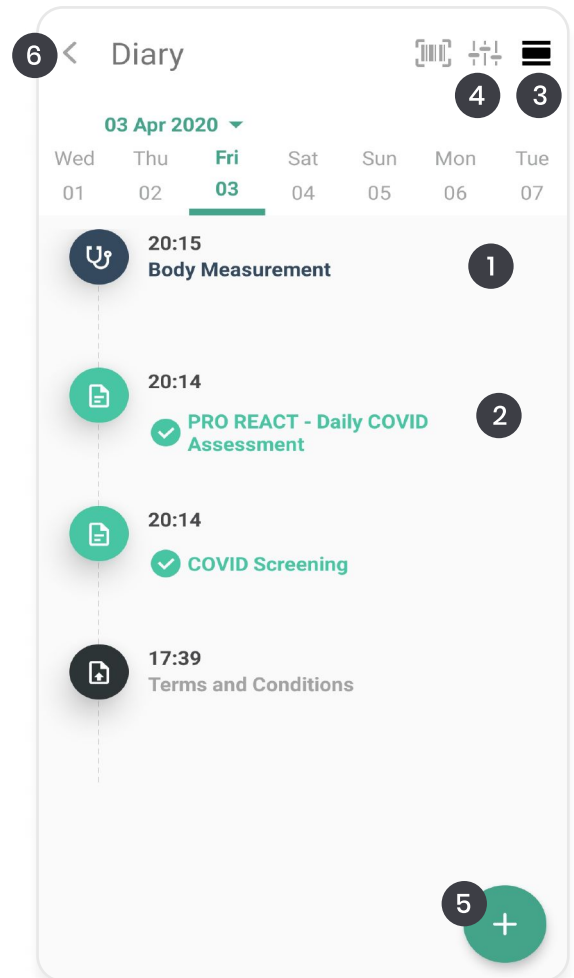 6 Diary
4 3
03 Apr 2020
Wed Thu Fri Sat Sun Mon Tue
01 02 03 04 05 06 07
20:15
Body Measurement
1
20:14
PRO REACT - Daily COVID
Assessment
2
20:14
COVID Screening
17:39
Terms and Conditions
5 +